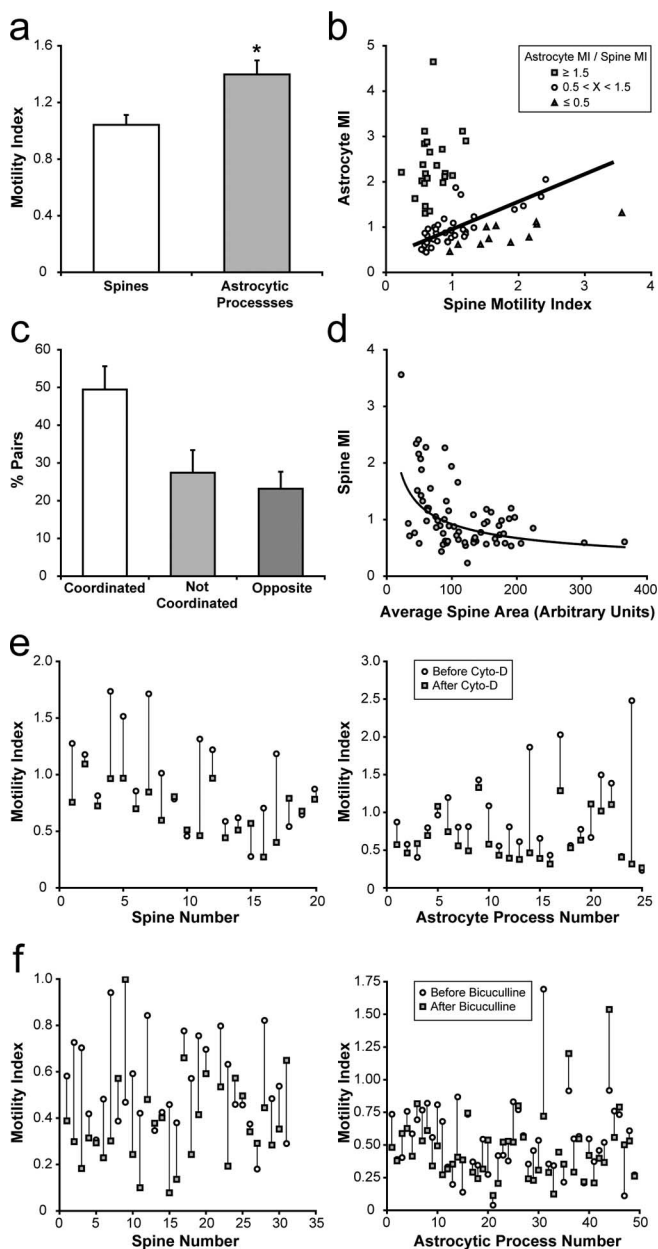 a
1.6
1.2
0.8
0.4
0
Motility Index
*
Spines
Astrocytic
Processses
b
5
4
3
2
1
0
Astrocyte MI
Astrocyte MI / Spine MI
≥ 1.5
0.5 < X < 1.5
≤ 0.5
0 1 2 3 4
Spine Motility Index
c
60
50
40
30
20
10
0
% Pairs
Coordinated
Not
Coordinated
Opposite
d
4
3
2
1
0
Spine MI
0 100 200 300 400
Average Spine Area (Arbitrary Units)
e
2.0
1.5
1.0
0.5
0
Motility Index
0 5 10 15 20
Spine Number
3.0
2.5
2.0
1.5
1.0
0.5
0
Motility Index
Before Cyto-D
After Cyto-D
0 5 10 15 20 25
Astrocyte Process Number
f
1.0
0.8
0.6
0.4
0.2
0
Motility Index
0 5 10 15 20 25 30 35
Spine Number
1.75
1.50
1.25
1.0
0.75
0.50
0.25
0
Motility Index
Before Bicuculline
After Bicuculline
0 10 20 30 40 50
Astrocytic Process Number